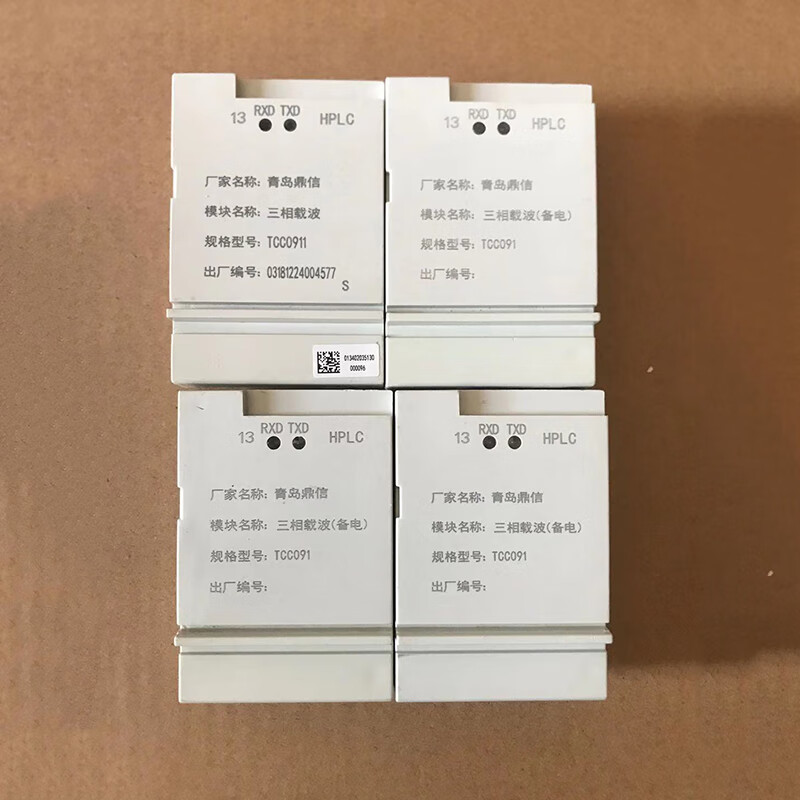 RXD TXD
13 HPLC
厂家名称: 青岛鼎信
模块名称: 三相载波
规格型号: TCC0911
出厂编号: 03181224004577
S
013402035130
000096
RXD TXD
13 HPLC
厂家名称: 青岛鼎信
模块名称: 三相载波(备电)
规格型号: TCC091
出厂编号:
RXD TXD
13 HPLC
厂家名称: 青岛鼎信
模块名称: 三相载波(备电)
规格型号: TCC091
出厂编号:
RXD TXD
13 HPLC
厂家名称: 青岛鼎信
模块名称: 三相载波(备电)
规格型号: TCC091
出厂编号: